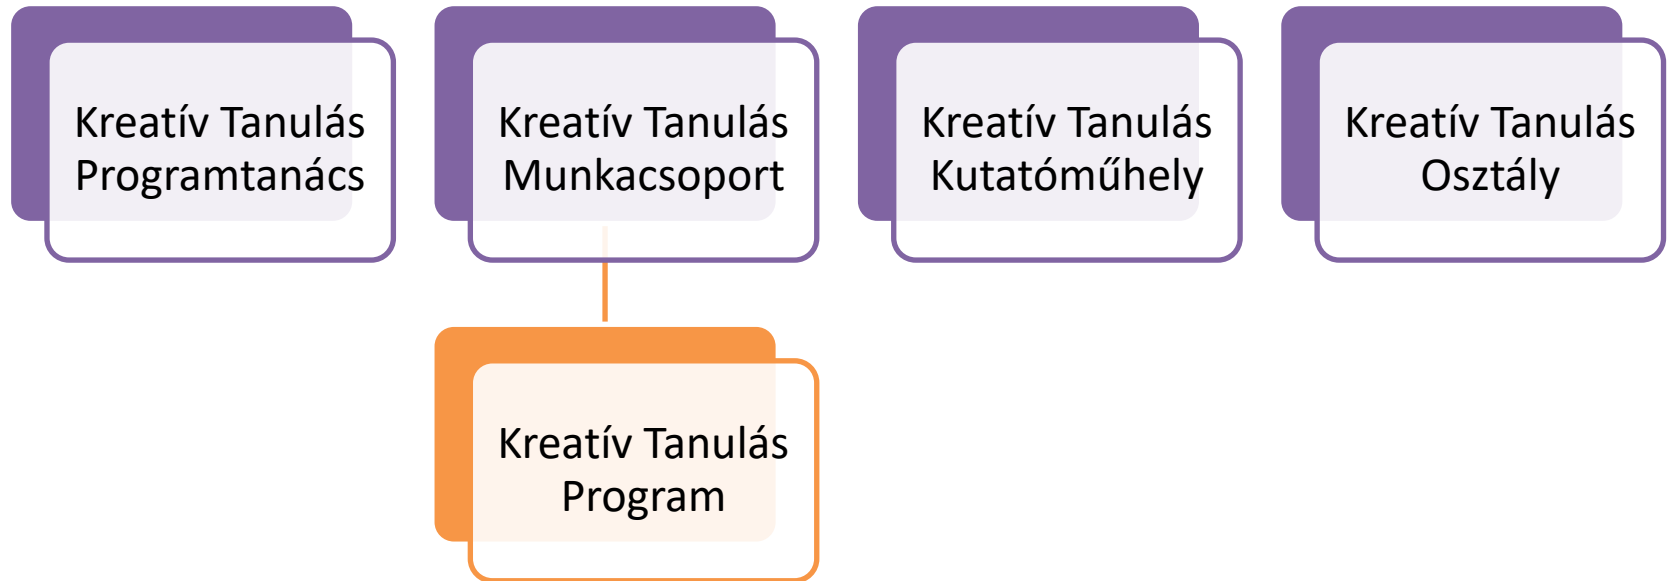 Kreatív Tanulás
Programtanács
Kreatív Tanulás
Munkacsoport
Kreatív Tanulás
Kutatóműhely
Kreatív Tanulás
Osztály
Kreatív Tanulás
Program